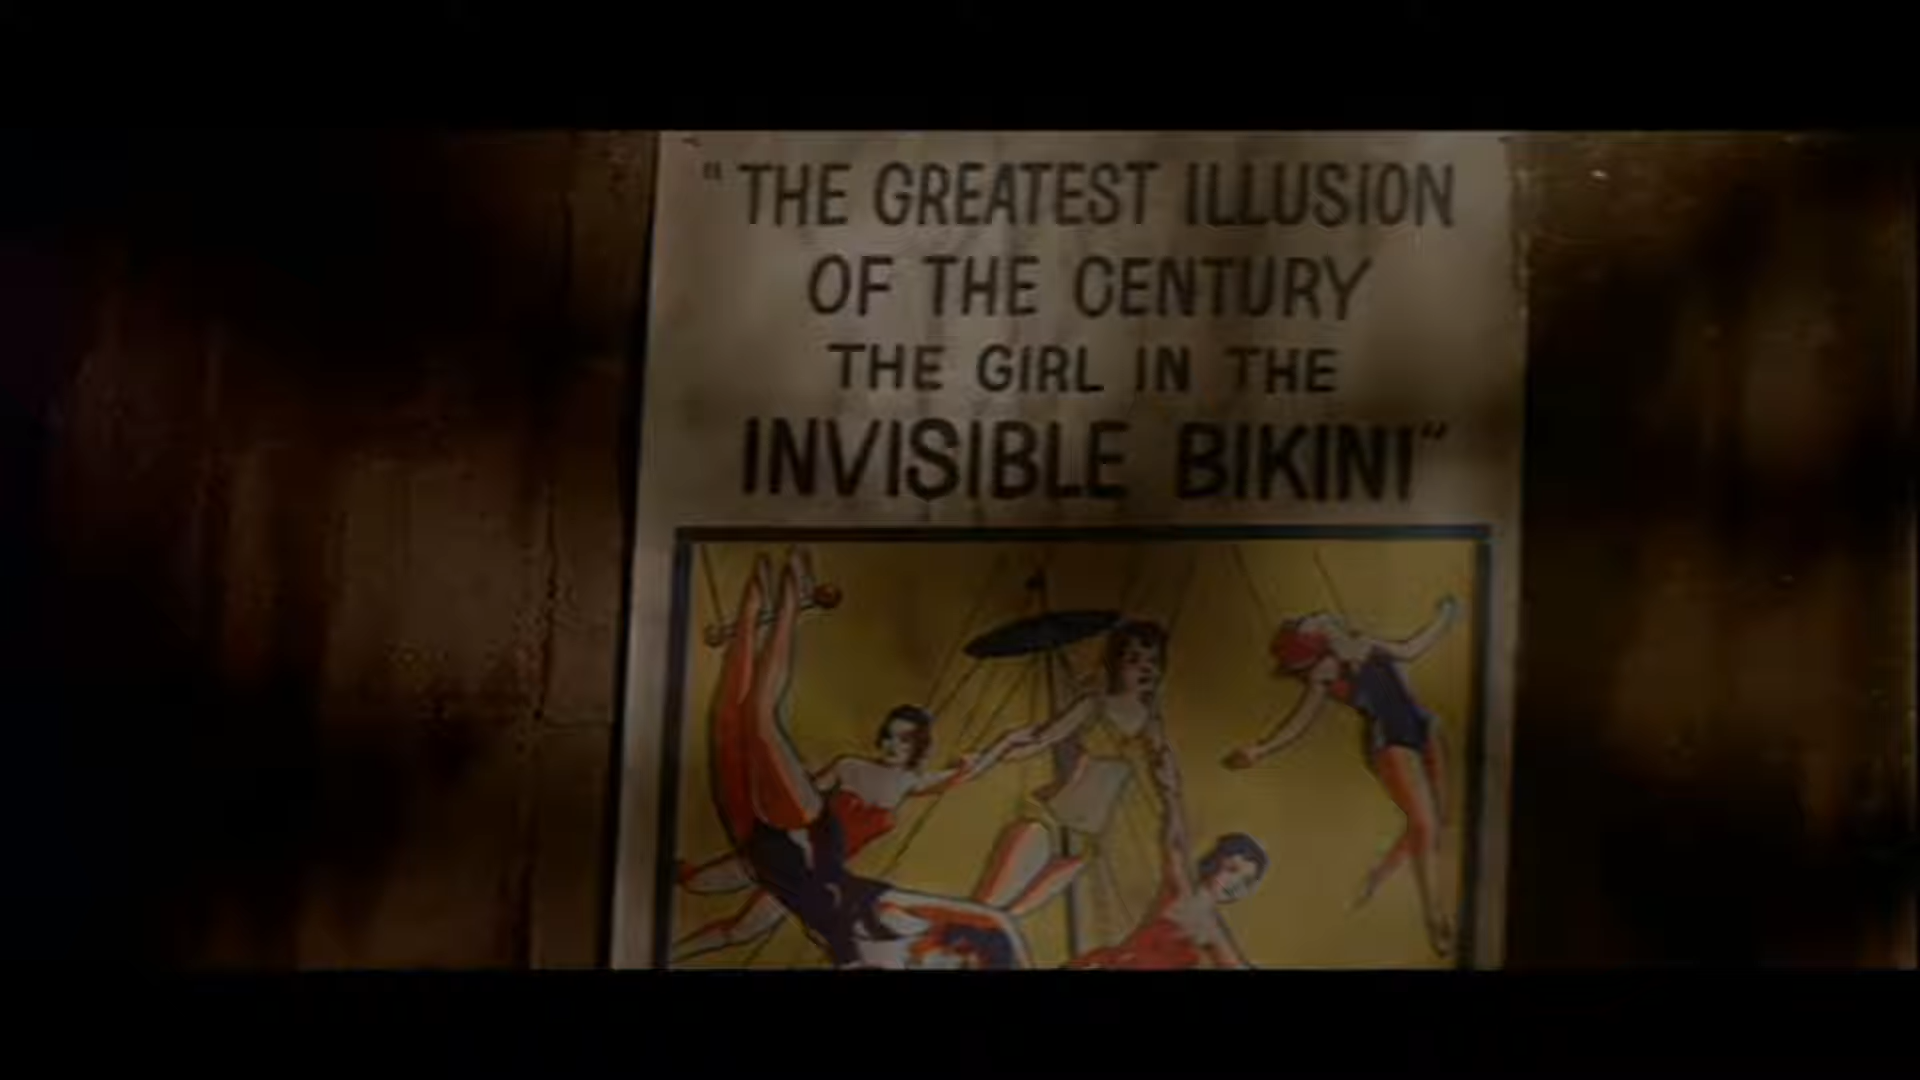 "THE GREATEST ILLUSION
OF THE CENTURY
THE GIRL IN THE
INVISIBLE BIKINI"